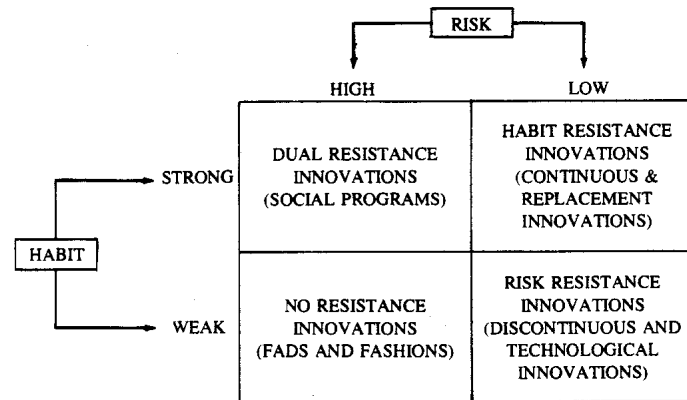 RISK
HIGH
LOW
STRONG
DUAL RESISTANCE
INNOVATIONS
(SOCIAL PROGRAMS)
HABIT RESISTANCE
INNOVATIONS
(CONTINUOUS &
REPLACEMENT
INNOVATIONS)
HABIT
WEAK
NO RESISTANCE
INNOVATIONS
(FADS AND FASHIONS)
RISK RESISTANCE
INNOVATIONS
(DISCONTINUOUS AND
TECHNOLOGICAL
INNOVATIONS)